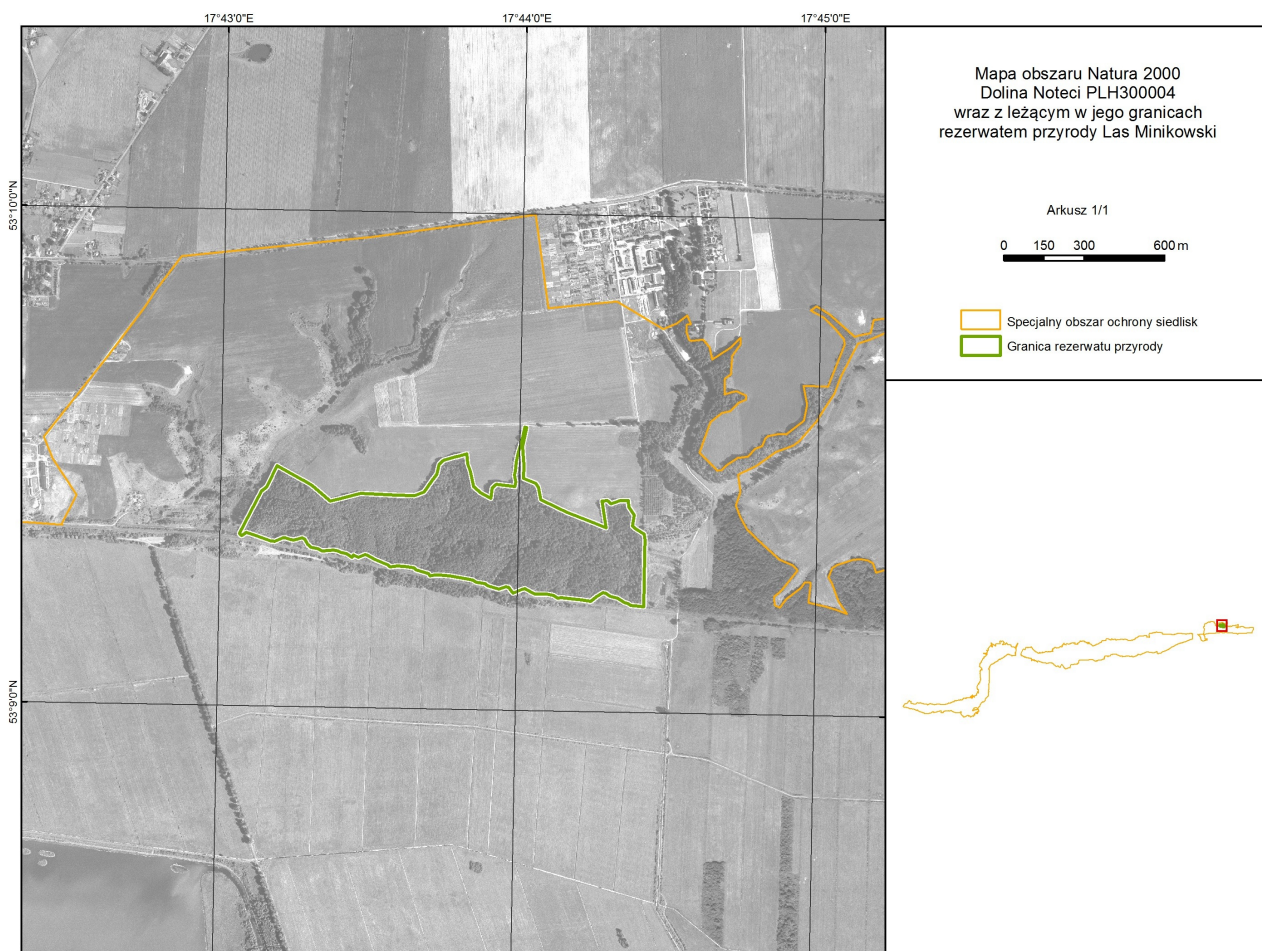 17°43'0"E 17°44'0"E 17°45'0"E
53°10'0"N
53°9'0"N
Mapa obszaru Natura 2000
Dolina Noteci PLH300004
wraz z leżącym w jego granicach
rezerwatem przyrody Las Minikowski
Arkusz 1/1
0 150 300 600 m
Specjalny obszar ochrony siedlisk
Granica rezerwatu przyrody